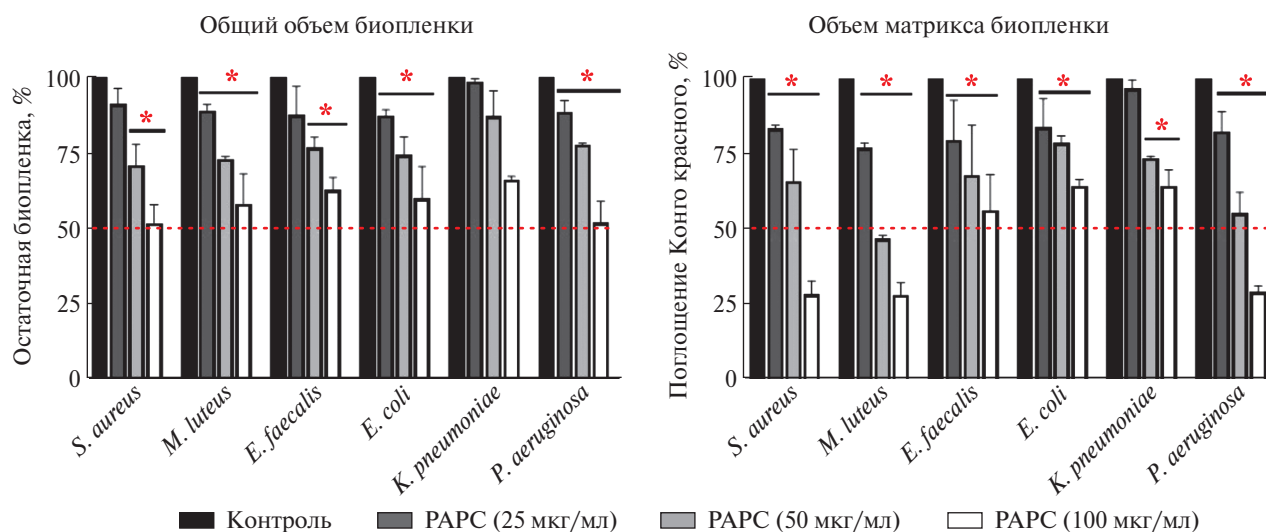 Общий объем биопленки
Остаточная биопленка, %
100
75
50
25
0
*
*
*
*
*
S. aureus
M. luteus
E. faecalis
E. coli
K. pneumoniae
P. aeruginosa
Объем матрикса биопленки
Поглощение Конго красного, %
100
75
50
25
0
*
*
*
*
*
*
S. aureus
M. luteus
E. faecalis
E. coli
K. pneumoniae
P. aeruginosa
Контроль
PAPC (25 мкг/мл)
PAPC (50 мкг/мл)
PAPC (100 мкг/мл)